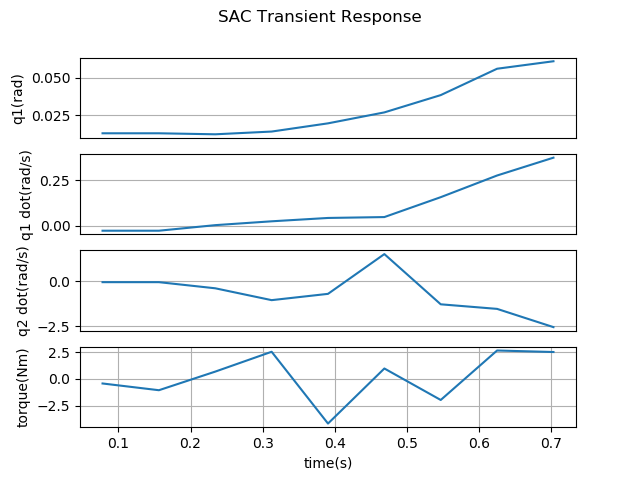 SAC Transient Response
q1(rad)
0.050
0.025
q1 dot(rad/s)
0.25
0.00
q2 dot(rad/s)
0.0
−2.5
torque(Nm)
2.5
0.0
−2.5
0.1 0.2 0.3 0.4 0.5 0.6 0.7
time(s)